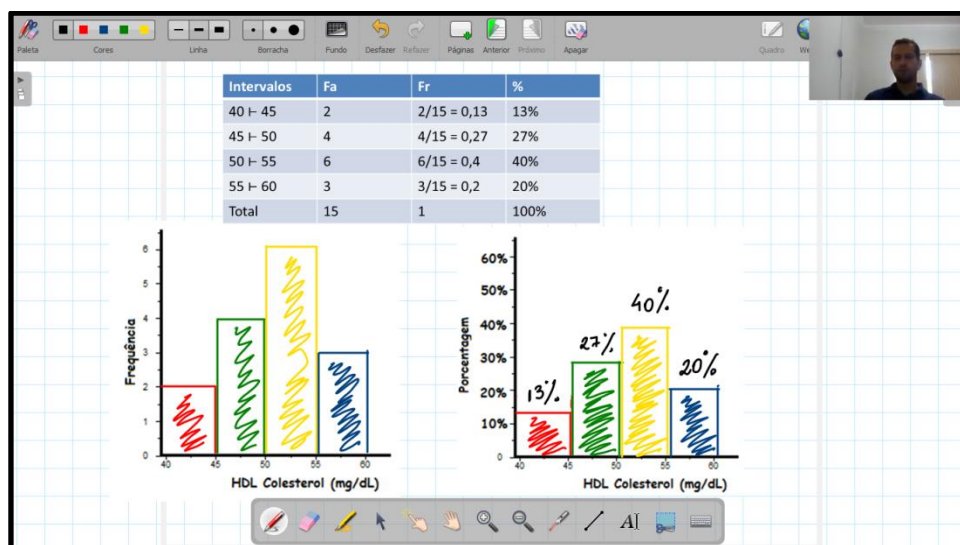 Paleta Cores Linha Borracha Fundo Desfazer Refazer Páginas Anterior Próximo Apagar Quadro
Intervalos Fa Fr %
40 ⊢ 45 2 2/15 = 0,13 13%
45 ⊢ 50 4 4/15 = 0,27 27%
50 ⊢ 55 6 6/15 = 0,4 40%
55 ⊢ 60 3 3/15 = 0,2 20%
Total 15 1 100%
Frequência
6
5
4
3
2
1
0
40 45 50 55 60
HDL Colesterol (mg/dL)
Porcentagem
60%
50%
40%
30%
20%
10%
0
13% 27% 40% 20%
40 45 50 55 60
HDL Colesterol (mg/dL)
AI